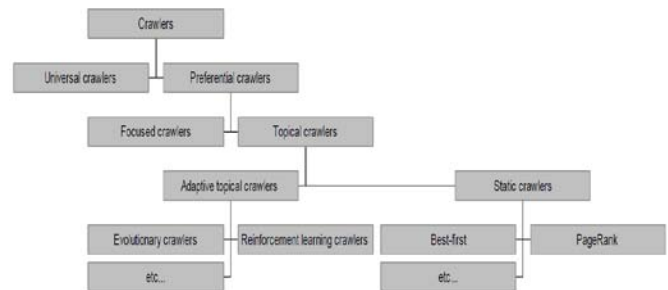 Crawlers
Universal crawlers
Preferential crawlers
Focused crawlers
Topical crawlers
Adaptive topical crawlers
Static crawlers
Evolutionary crawlers
Reinforcement learning crawlers
Best-first
PageRank
etc...
etc...